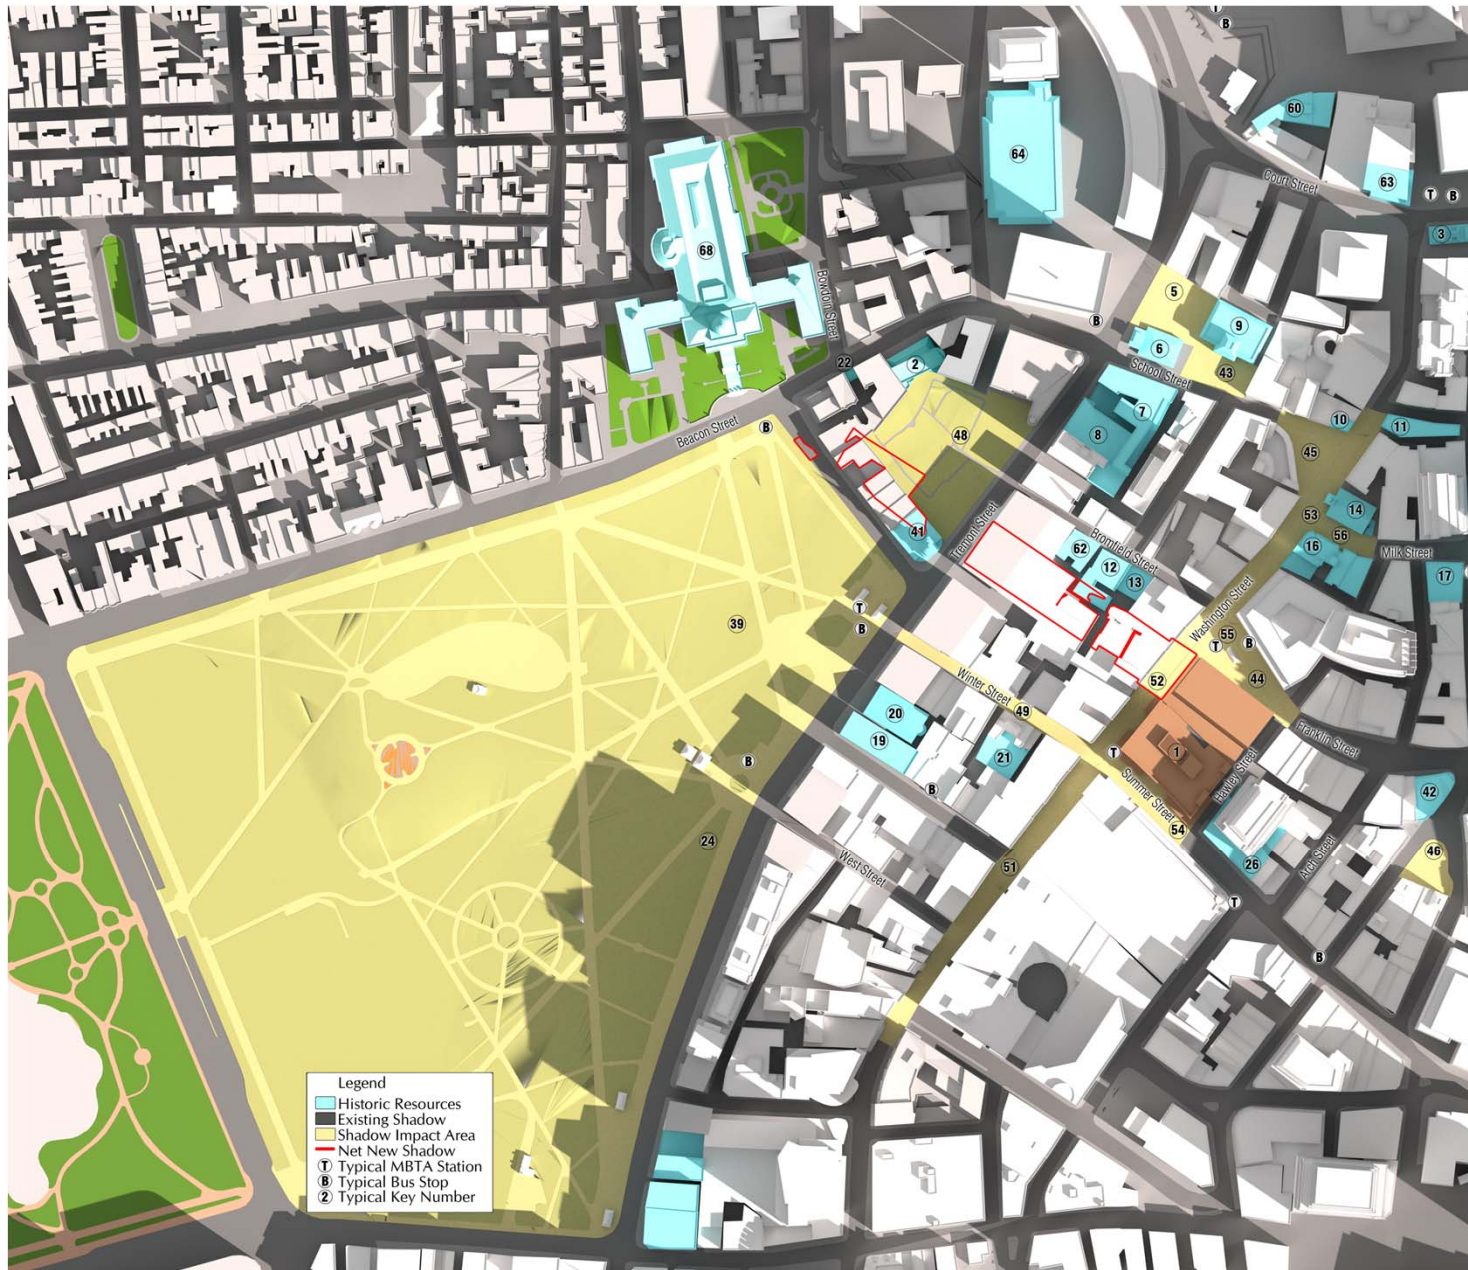 T
B
60
64
Court Street
63
T B
3
68
Bowdoin Street
5
9
B
6
22
2
School Street
43
7
10
11
Beacon Street
B
48
8
45
14
53
41
Tremont Street
Bromfield Street
62
12
13
16
56
Milk Street
17
Washington Street
T
B
39
55
T B
52
44
Winter Street
49
20
19
21
T
1
Franklin Street
B
24
B
Summer Street
Hawley Street
54
42
West Street
51
26
Arch Street
46
T
B
Legend
Historic Resources
Existing Shadow
Shadow Impact Area
Net New Shadow
T Typical MBTA Station
B Typical Bus Stop
2 Typical Key Number